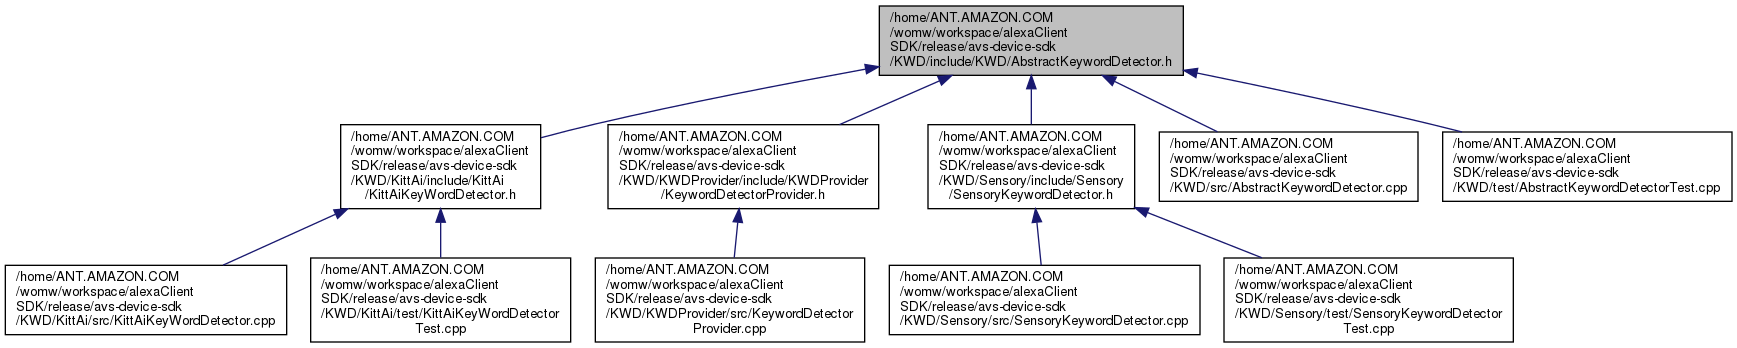 /home/ANT.AMAZON.COM
/womw/workspace/alexaClient
SDK/release/avs-device-sdk
/KWD/include/KWD/AbstractKeywordDetector.h
/home/ANT.AMAZON.COM
/womw/workspace/alexaClient
SDK/release/avs-device-sdk
/KWD/KittAi/include/KittAi
/KittAiKeyWordDetector.h
/home/ANT.AMAZON.COM
/womw/workspace/alexaClient
SDK/release/avs-device-sdk
/KWD/KWDProvider/include/KWDProvider
/KeywordDetectorProvider.h
/home/ANT.AMAZON.COM
/womw/workspace/alexaClient
SDK/release/avs-device-sdk
/KWD/Sensory/include/Sensory
/SensoryKeywordDetector.h
/home/ANT.AMAZON.COM
/womw/workspace/alexaClient
SDK/release/avs-device-sdk
/KWD/src/AbstractKeywordDetector.cpp
/home/ANT.AMAZON.COM
/womw/workspace/alexaClient
SDK/release/avs-device-sdk
/KWD/test/AbstractKeywordDetectorTest.cpp
/home/ANT.AMAZON.COM
/womw/workspace/alexaClient
SDK/release/avs-device-sdk
/KWD/KittAi/src/KittAiKeyWordDetector.cpp
/home/ANT.AMAZON.COM
/womw/workspace/alexaClient
SDK/release/avs-device-sdk
/KWD/KittAi/test/KittAiKeyWordDetector
Test.cpp
/home/ANT.AMAZON.COM
/womw/workspace/alexaClient
SDK/release/avs-device-sdk
/KWD/KWDProvider/src/KeywordDetector
Provider.cpp
/home/ANT.AMAZON.COM
/womw/workspace/alexaClient
SDK/release/avs-device-sdk
/KWD/Sensory/src/SensoryKeywordDetector.cpp
/home/ANT.AMAZON.COM
/womw/workspace/alexaClient
SDK/release/avs-device-sdk
/KWD/Sensory/test/SensoryKeywordDetector
Test.cpp